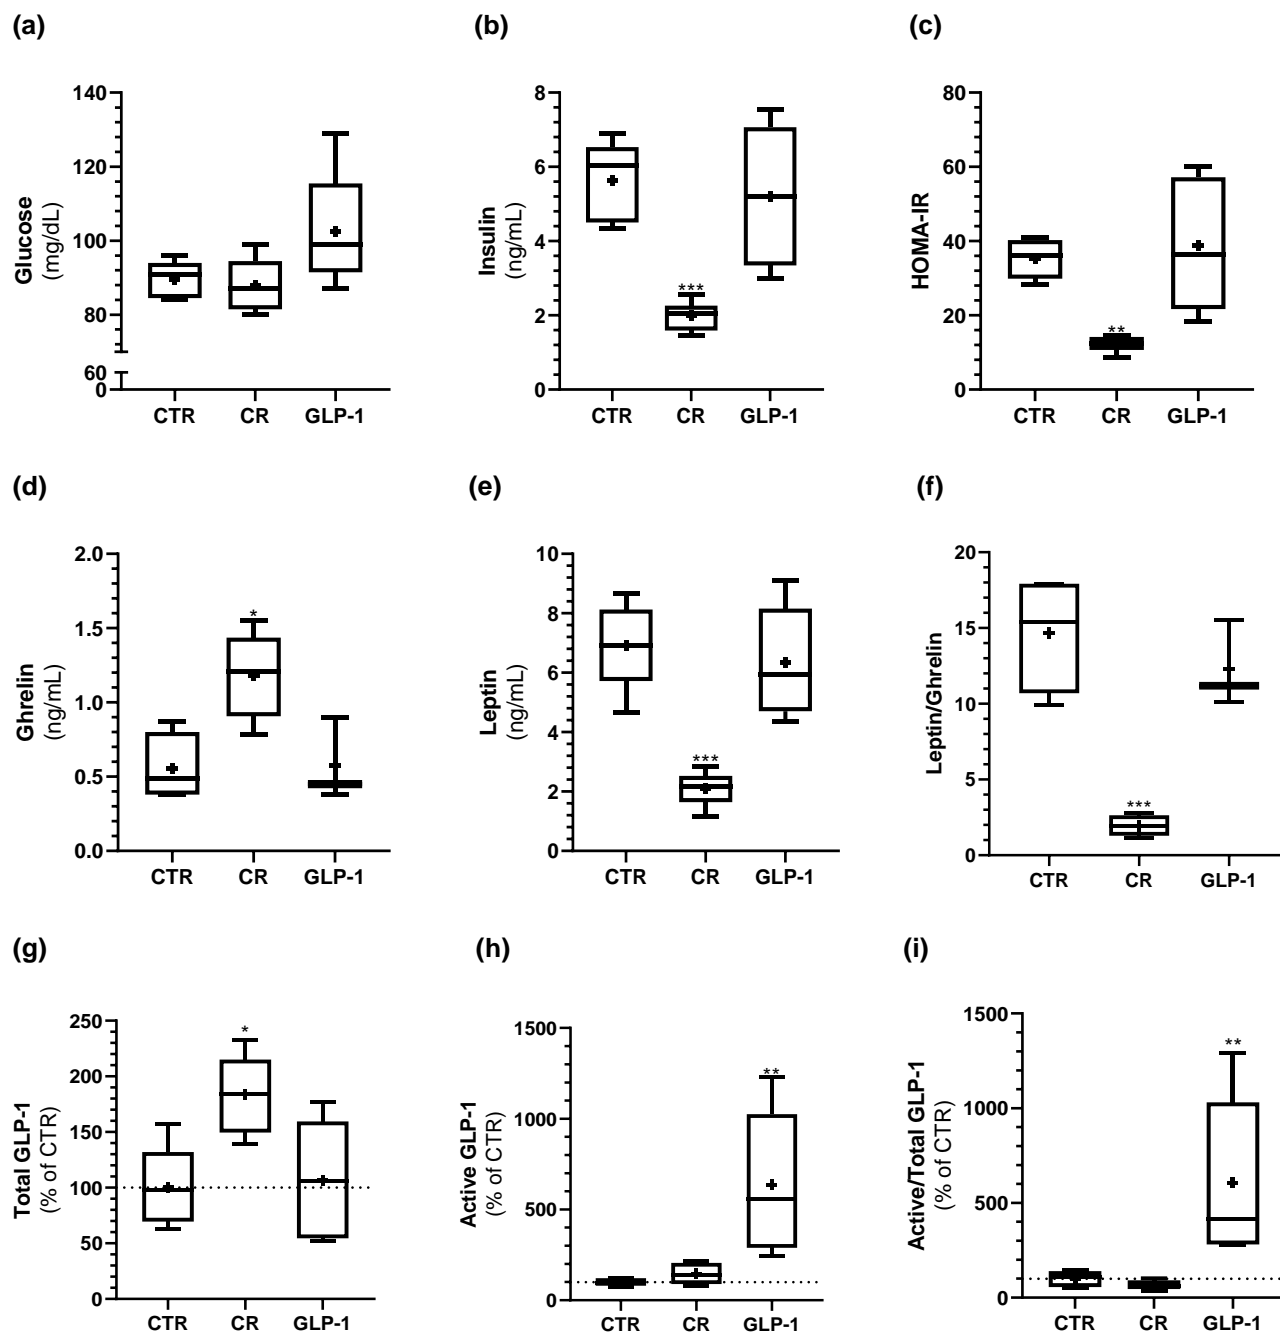 (a)
Glucose
(mg/dL)
140
120
100
80
60
0
CTR CR GLP-1
(b)
Insulin
(ng/mL)
8
6
4
2
0
***
CTR CR GLP-1
(c)
HOMA-IR
80
60
40
20
0
**
CTR CR GLP-1
(d)
Ghrelin
(ng/mL)
2.0
1.5
1.0
0.5
0.0
*
CTR CR GLP-1
(e)
Leptin
(ng/mL)
10
8
6
4
2
0
***
CTR CR GLP-1
(f)
Leptin/Ghrelin
20
15
10
5
0
***
CTR CR GLP-1
(g)
Total GLP-1
(% of CTR)
250
200
150
100
50
0
*
CTR CR GLP-1
(h)
Active GLP-1
(% of CTR)
1500
1000
500
0
**
CTR CR GLP-1
(i)
Active/Total GLP-1
(% of CTR)
1500
1000
500
0
**
CTR CR GLP-1